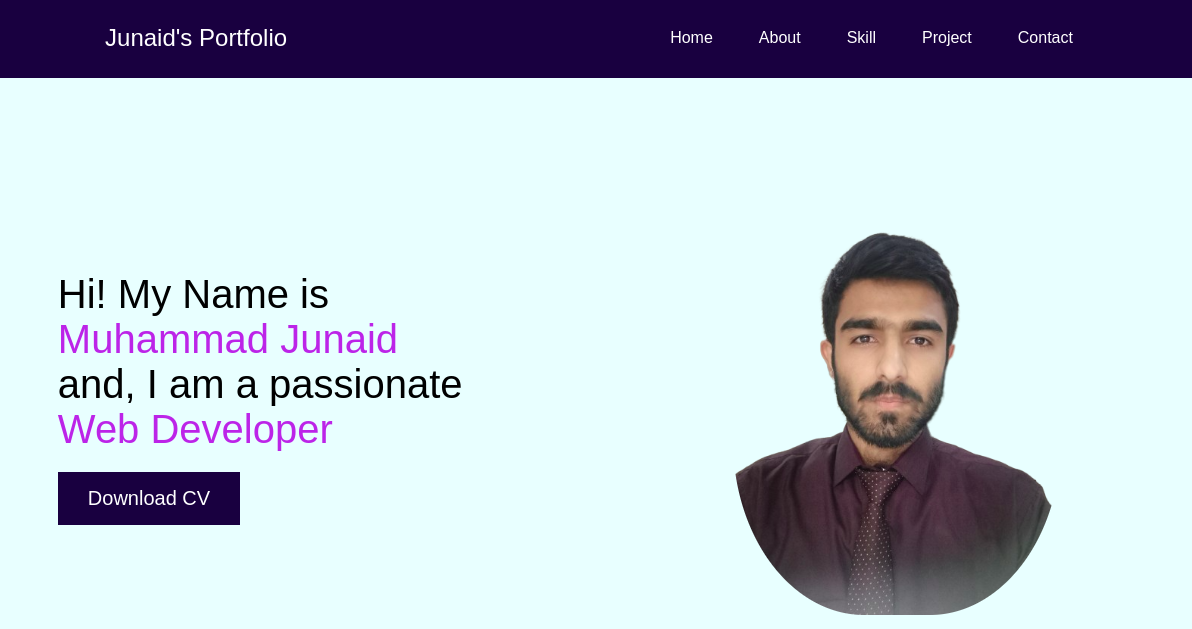 Junaid's Portfolio
Home About Skill Project Contact
Hi! My Name is
Muhammad Junaid
and, I am a passionate
Web Developer
Download CV